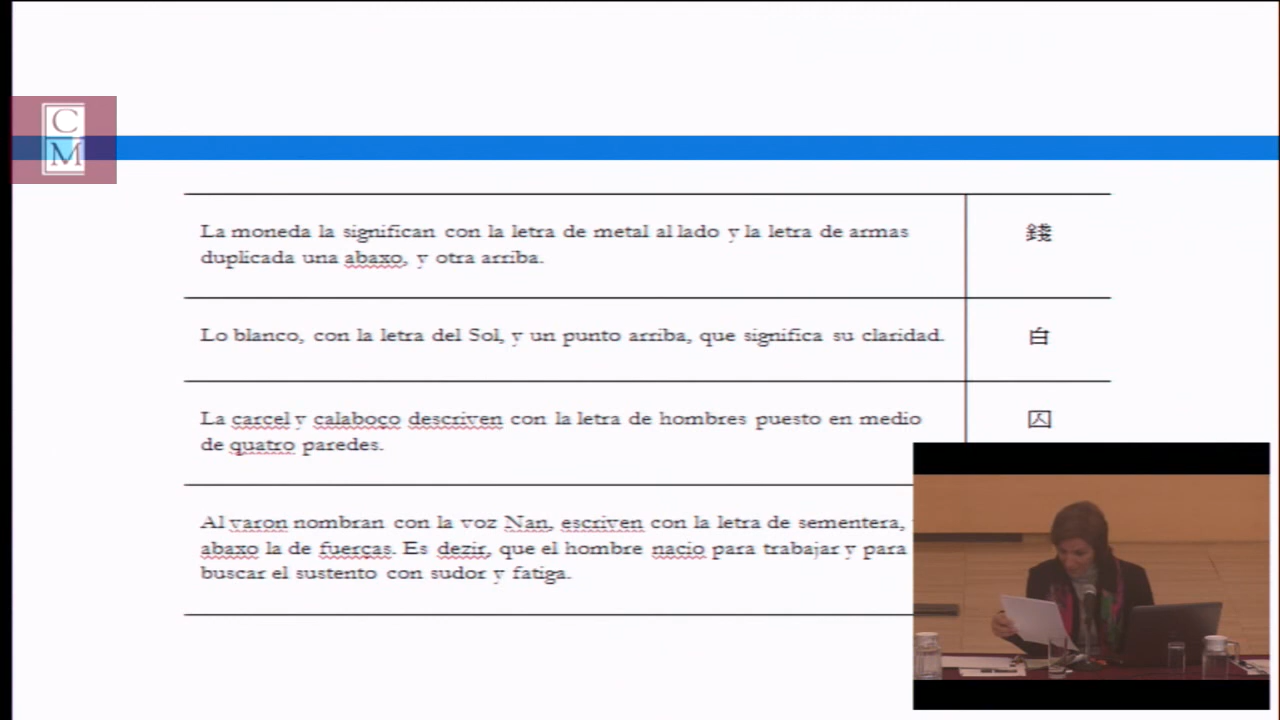 C
M
La moneda la significan con la letra de metal al lado y la letra de armas
duplicada una abaxo, y otra arriba.
錢
Lo blanco, con la letra del Sol, y un punto arriba, que significa su claridad.
白
La carcel y calaboço descriven con la letra de hombres puesto en medio
de quatro paredes.
囚
Al varon nombran con la voz Nan, escriven con la letra de sementera,
abaxo la de fuerças. Es dezir, que el hombre nacio para trabajar y para
buscar el sustento con sudor y fatiga.